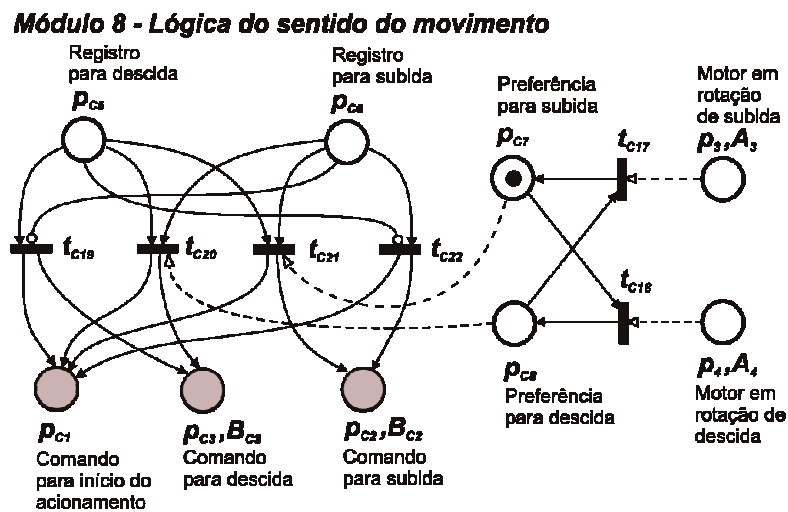 Módulo 8 - Lógica do sentido do movimento
Registro
para descida
pC5
Registro
para subida
pC6
Preferência
para subida
pC7
Motor em
rotação
de subida
p3,A3
tC17
tC19
tC20
tC21
tC22
tC18
pC8
Preferência
para descida
p4,A4
Motor em
rotação de
descida
pC1
Comando
para início do
acionamento
pC3,BC3
Comando
para descida
pC2,BC2
Comando
para subida